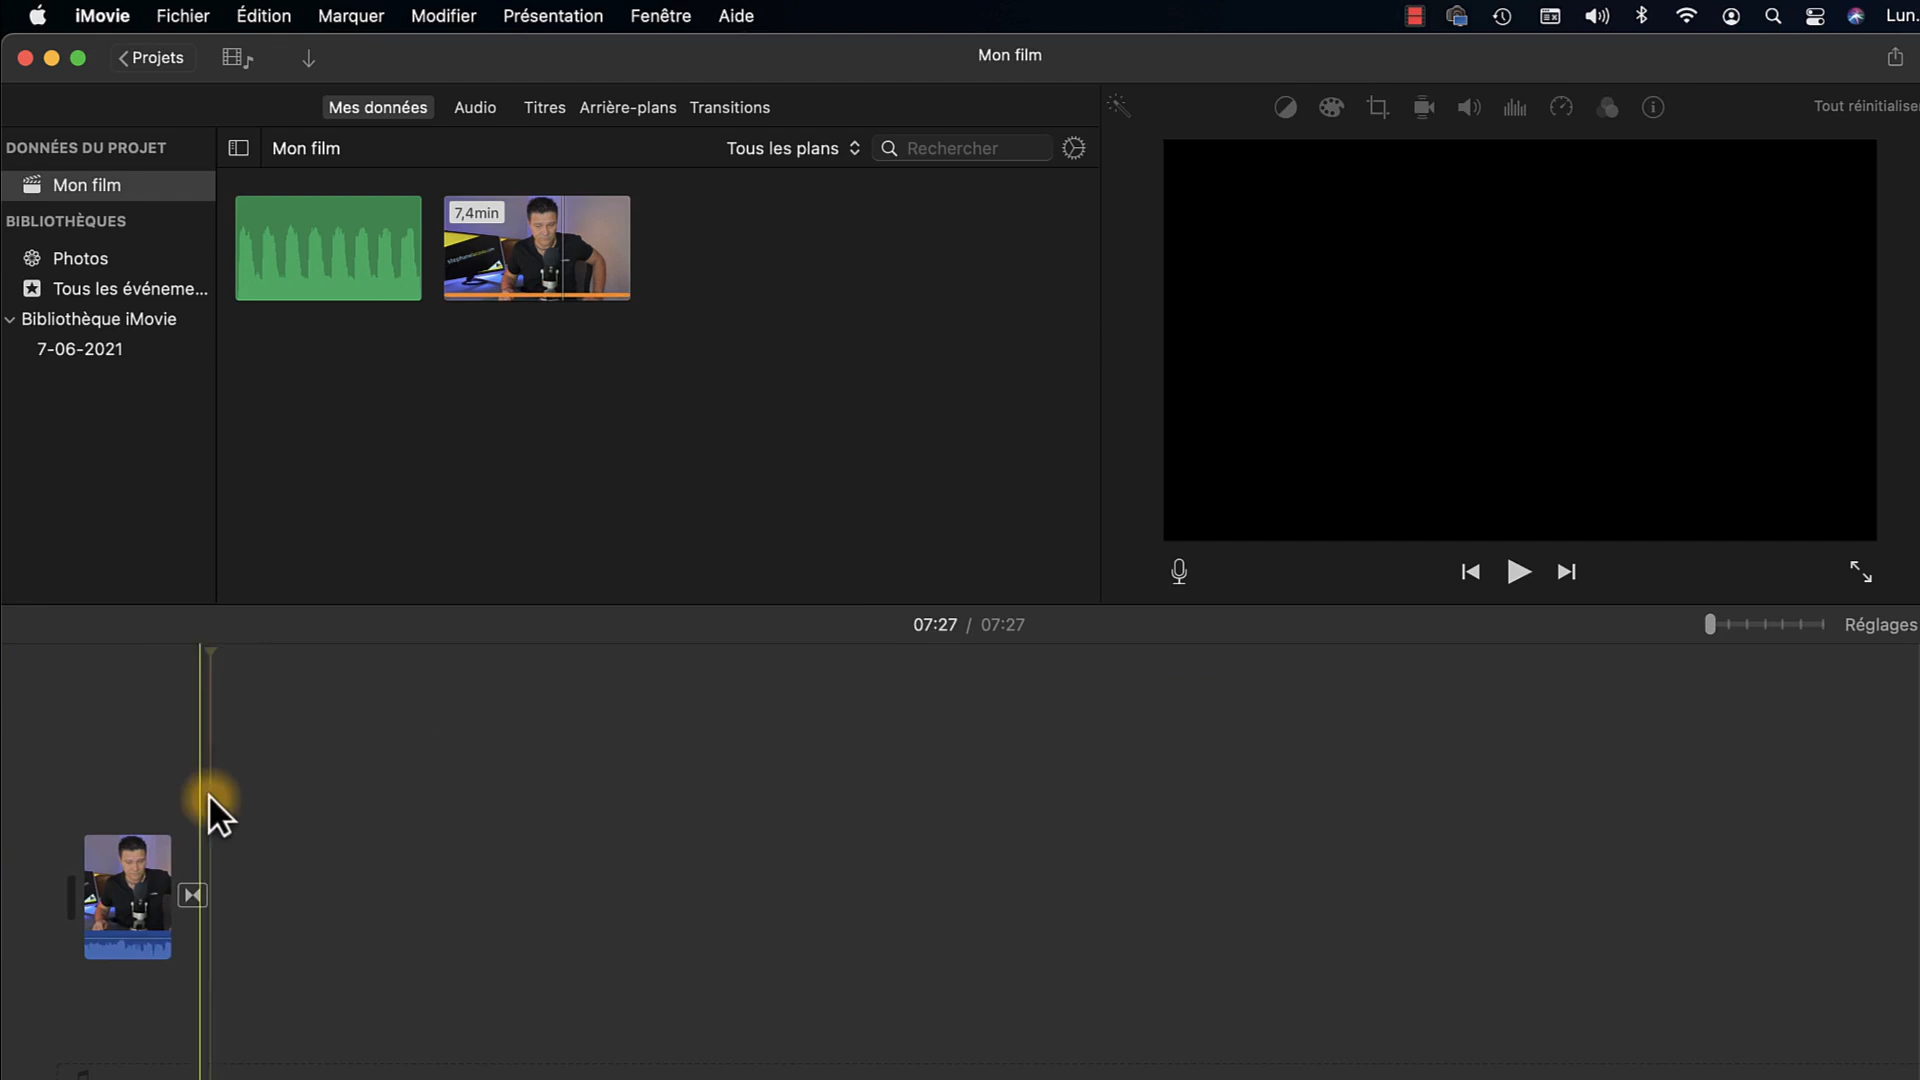 iMovie Fichier Édition Marquer Modifier Présentation Fenêtre Aide Lun.
Projets
Mon film
Mes données Audio Titres Arrière-plans Transitions
Tout réinitialiser
DONNÉES DU PROJET
Mon film Tous les plans Rechercher
Mon film
BIBLIOTHÈQUES
7,4min
Photos
Tous les événeme...
Bibliothèque iMovie
7-06-2021
07:27 / 07:27
Réglages